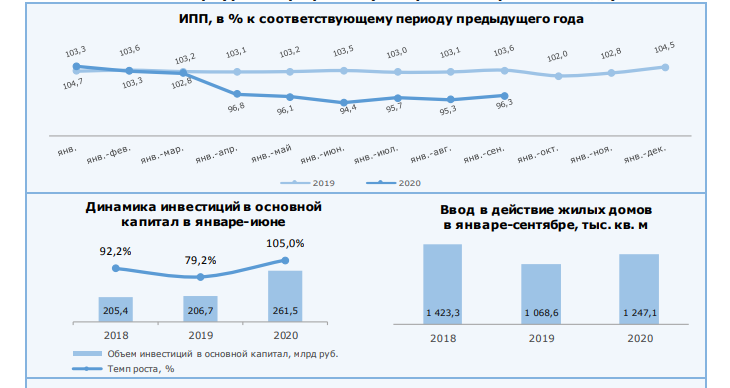 ИПП, в % к соответствующему периоду предыдущего года
103,3 103,6 103,2 103,1 103,2 103,5 103,0 103,1 103,6 102,0 102,8 104,5
104,7 103,3 102,8 96,8 96,1 94,4 95,7 95,3 96,3
янв. янв.-фев. янв.-мар. янв.-апр. янв.-май янв.-июн. янв.-июл. янв.-авг. янв.-сен. янв.-окт. янв.-ноя. янв.-дек.
2019 2020
Динамика инвестиций в основной
капитал в январе-июне
92,2% 79,2% 105,0%
205,4 206,7 261,5
2018 2019 2020
Объем инвестиций в основной капитал, млрд руб.
Темп роста, %
Ввод в действие жилых домов
в январе-сентябре, тыс. кв. м
1 423,3 1 068,6 1 247,1
2018 2019 2020